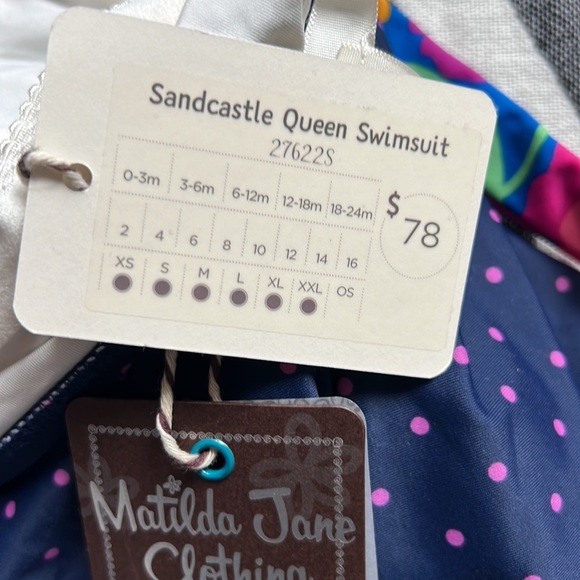 Sandcastle Queen Swimsuit
27622S
0-3m 3-6m 6-12m 12-18m 18-24m
$78
2 4 6 8 10 12 14 16
XS S M L XL XXL OS
Matilda Jane
Clothing